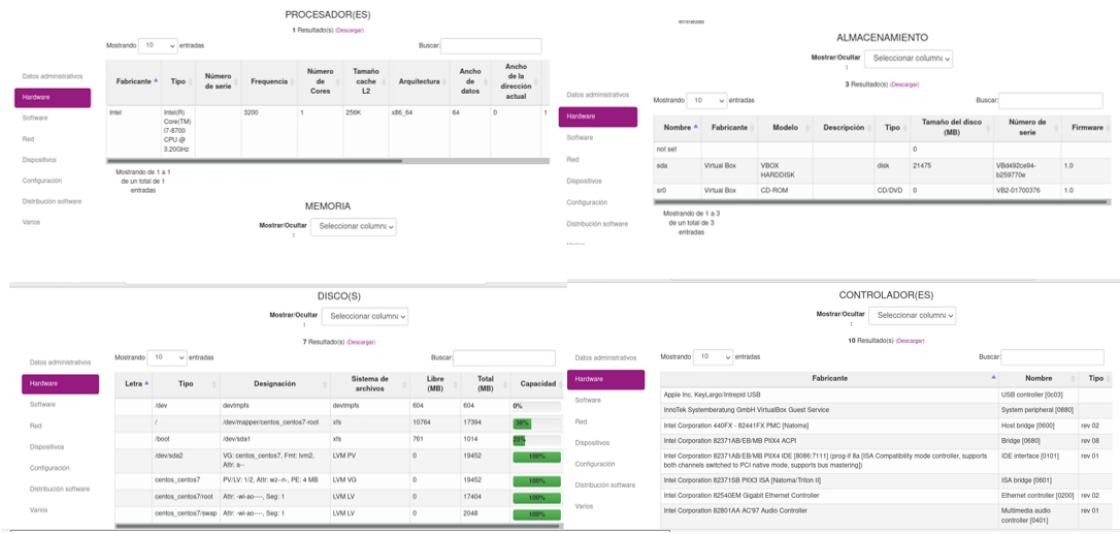 PROCESADOR(ES)
1 Resultado(s) (Descargar)
Mostrando 10 entradas Buscar:
Datos administrativos
Hardware
Software
Red
Dispositivos
Configuración
Distribución software
Varios
Fabricante Tipo Número de serie Frequencia Número de Cores Tamaño cache L2 Arquitectura Ancho de datos Ancho de la dirección actual
Intel Intel(R) Core(TM) i7-8700 CPU @ 3.20GHz 3200 1 256K x86_64 64 0 1
Mostrando de 1 a 1
de un total de 1
entradas
MEMORIA
Mostrar/Ocultar : Seleccionar columna
entradas
ALMACENAMIENTO
Mostrar/Ocultar : Seleccionar columna
3 Resultado(s) (Descargar)
Mostrando 10 entradas Buscar:
Datos administrativos
Hardware
Software
Red
Dispositivos
Configuración
Distribución software
Nombre Fabricante Modelo Descripción Tipo Tamaño del disco (MB) Número de serie Firmware
not set 0
sda Virtual Box VBOX HARDDISK disk 21475 VBd492ce94-b259770e 1.0
sr0 Virtual Box CD-ROM CD/DVD 0 VB2-01700376 1.0
Mostrando de 1 a 3
de un total de 3
entradas
DISCO(S)
Mostrar/Ocultar : Seleccionar columna
7 Resultado(s) (Descargar)
Mostrando 10 entradas Buscar:
Datos administrativos
Hardware
Software
Red
Dispositivos
Configuración
Distribución software
Varios
Letra Tipo Designación Sistema de archivos Libre (MB) Total (MB) Capacidad
/dev devtmpfs devtmpfs 604 604 0%
/ /dev/mapper/centos_centos7-root xfs 10764 17394 38%
/boot /dev/sda1 xfs 761 1014 25%
/dev/sda2 VG: centos_centos7, Fmt: lvm2, Attr: a-- LVM PV 0 19452 100%
centos_centos7 PV/LV: 1/2, Attr: wz--n-, PE: 4 MB LVM VG 0 19452 100%
centos_centos7/root Attr: -wi-ao----, Seg: 1 LVM LV 0 17404 100%
centos_centos7/swap Attr: -wi-ao----, Seg: 1 LVM LV 0 2048 100%
CONTROLADOR(ES)
Mostrar/Ocultar : Seleccionar columna
10 Resultado(s) (Descargar)
Mostrando 10 entradas Buscar:
Datos administrativos
Hardware
Software
Red
Dispositivos
Configuración
Distribución software
Varios
Fabricante Nombre Tipo
Apple Inc. KeyLargo/Intrepid USB USB controller [0c03]
InnoTek Systemberatung GmbH VirtualBox Guest Service System peripheral [0880]
Intel Corporation 440FX - 82441FX PMC [Natoma] Host bridge [0600] rev 02
Intel Corporation 82371AB/EB/MB PIIX4 ACPI Bridge [0680] rev 08
Intel Corporation 82371AB/EB/MB PIIX4 IDE [8086:7111] (prog-if 8a [ISA Compatibility mode controller, supports both channels switched to PCI native mode, supports bus mastering]) IDE interface [0101] rev 01
Intel Corporation 82371SB PIIX3 ISA [Natoma/Triton II] ISA bridge [0601]
Intel Corporation 82540EM Gigabit Ethernet Controller Ethernet controller [0200] rev 02
Intel Corporation 82801AA AC'97 Audio Controller Multimedia audio controller [0401] rev 01